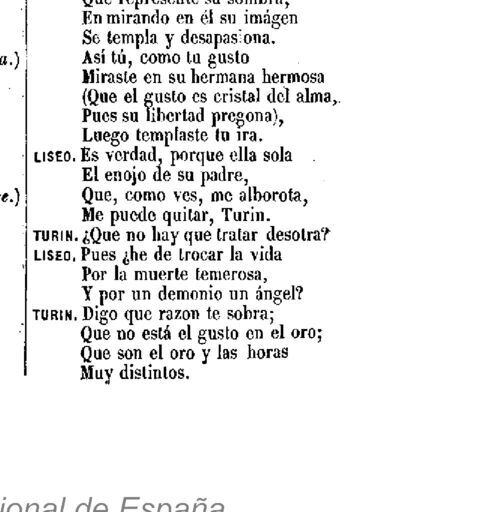 Que represente su sombra,
En mirando en él su imágen
Se templa y desapasiona.
a.)
Así tú, como tu gusto
Miraste en su hermana hermosa
(Que el gusto es cristal del alma,
Pues su libertad pregona),
Luego templaste tu ira.
LISEO. Es verdad, porque ella sola
El enojo de su padre,
e.)
Que, como ves, me alborota,
Me puede quitar, Turin.
TURIN. ¿Que no hay que tratar desotra?
LISEO. Pues ¿he de trocar la vida
Por la muerte temerosa,
Y por un demonio un ángel?
TURIN. Digo que razon te sobra;
Que no está el gusto en el oro;
Que son el oro y las horas
Muy distintos.
ional de España